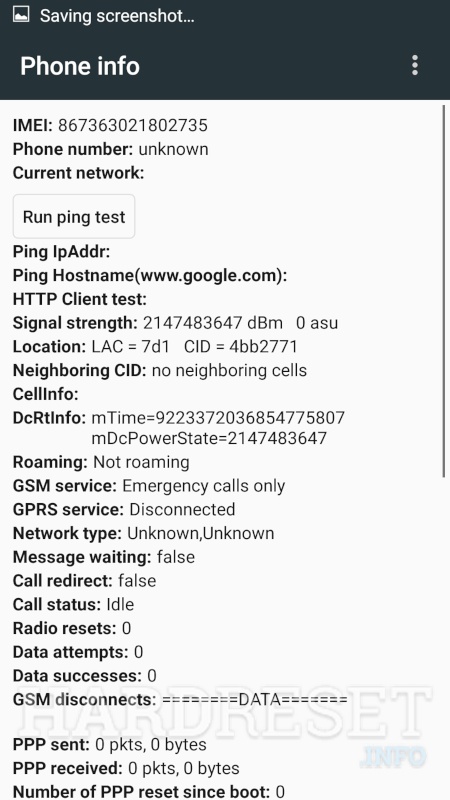 Saving screenshot...
Phone info
IMEI: 867363021802735
Phone number: unknown
Current network:
Run ping test
Ping IpAddr:
Ping Hostname(www.google.com):
HTTP Client test:
Signal strength: 2147483647 dBm   0 asu
Location: LAC = 7d1   CID = 4bb2771
Neighboring CID: no neighboring cells
CellInfo:
DcRtInfo: mTime=9223372036854775807
mDcPowerState=2147483647
Roaming: Not roaming
GSM service: Emergency calls only
GPRS service: Disconnected
Network type: Unknown,Unknown
Message waiting: false
Call redirect: false
Call status: Idle
Radio resets: 0
Data attempts: 0
Data successes: 0
GSM disconnects: ========DATA=======
HARDRESET
.INFO
PPP sent: 0 pkts, 0 bytes
PPP received: 0 pkts, 0 bytes
Number of PPP reset since boot: 0